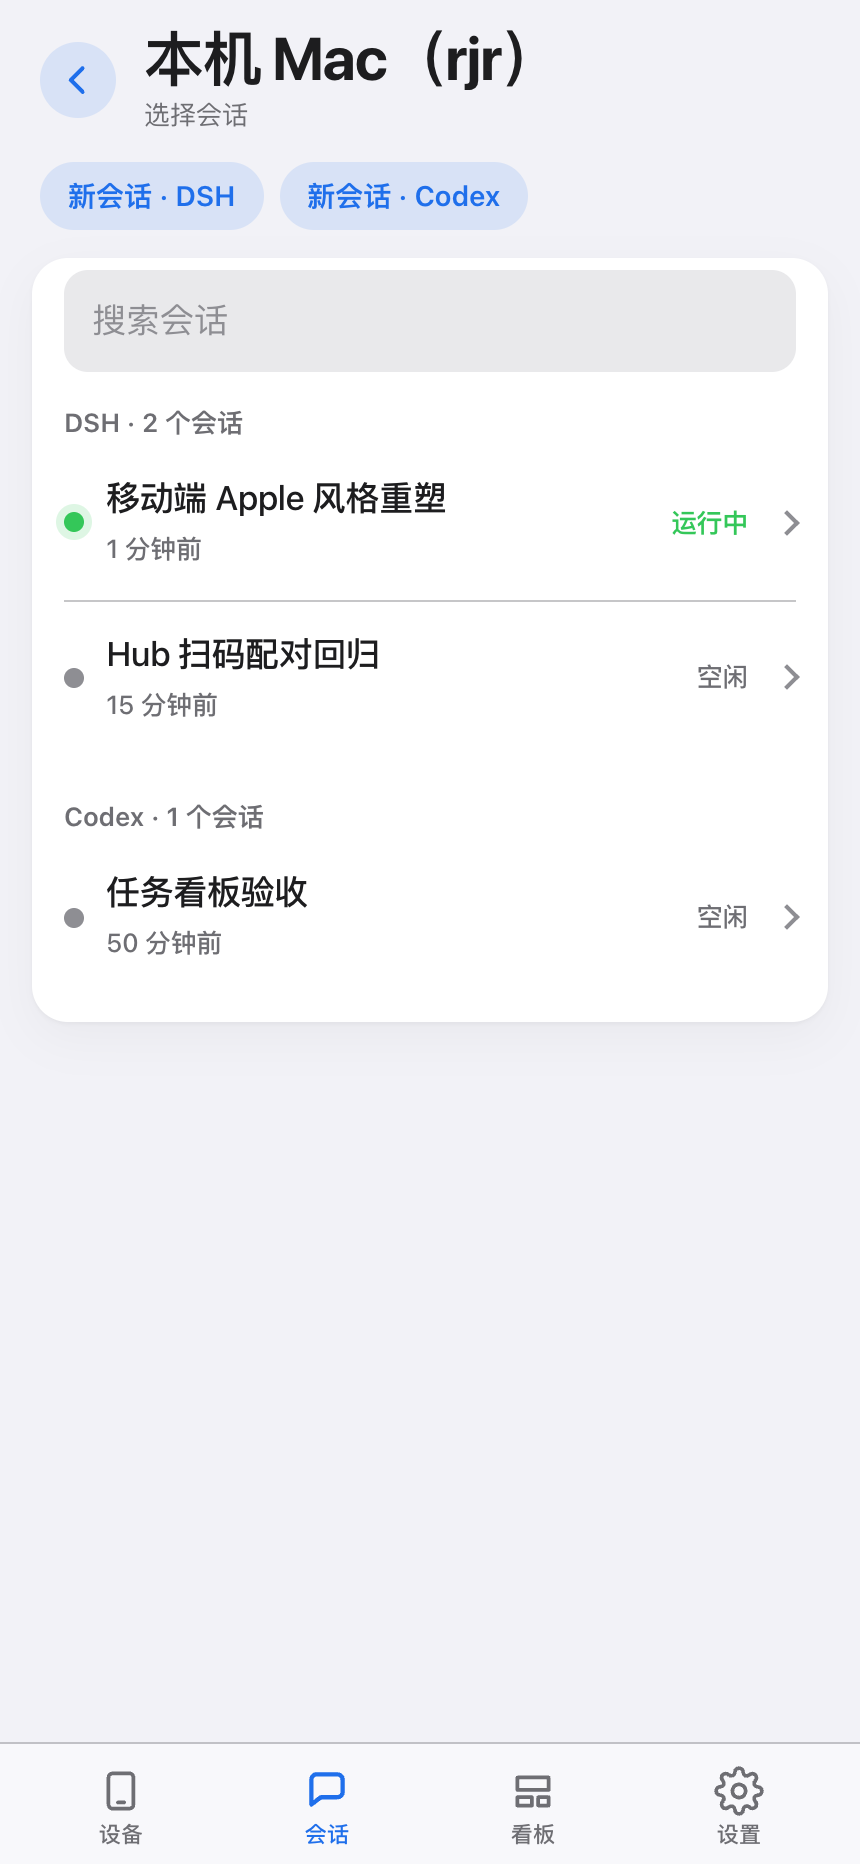 本机 Mac（rjr）
选择会话
新会话 · DSH
新会话 · Codex
搜索会话
DSH · 2 个会话
移动端 Apple 风格重塑
1 分钟前
运行中
Hub 扫码配对回归
15 分钟前
空闲
Codex · 1 个会话
任务看板验收
50 分钟前
空闲
设备
会话
看板
设置